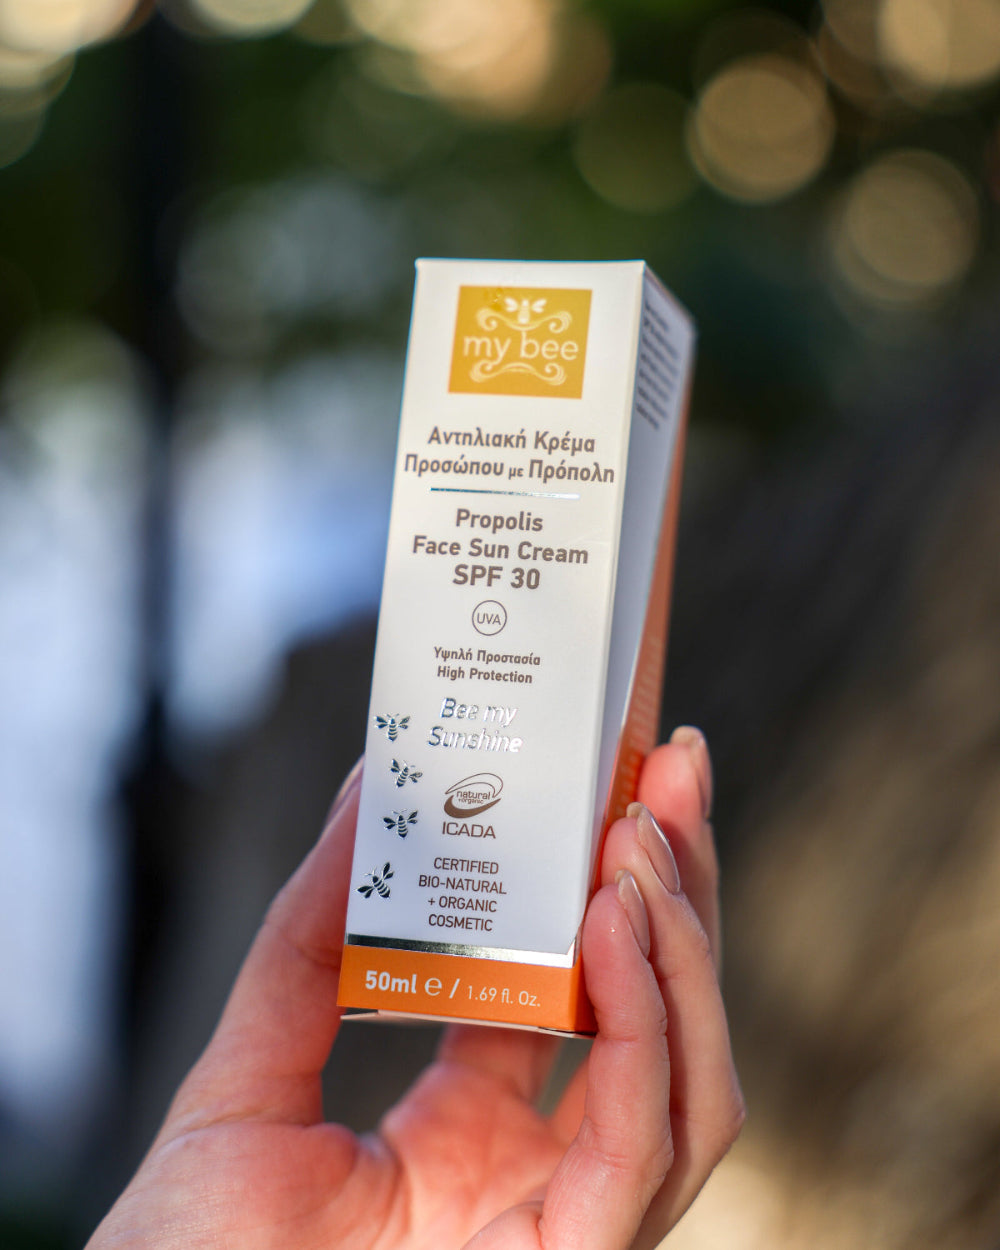 my bee
Αντηλιακή Κρέμα
Προσώπου με Πρόπολη
Propolis
Face Sun Cream
SPF 30
UVA
Υψηλή Προστασία
High Protection
Bee my
Sunshine
natural
+organic
ICADA
CERTIFIED
BIO-NATURAL
+ ORGANIC
COSMETIC
50ml ℮ / 1.69 fl. Oz.